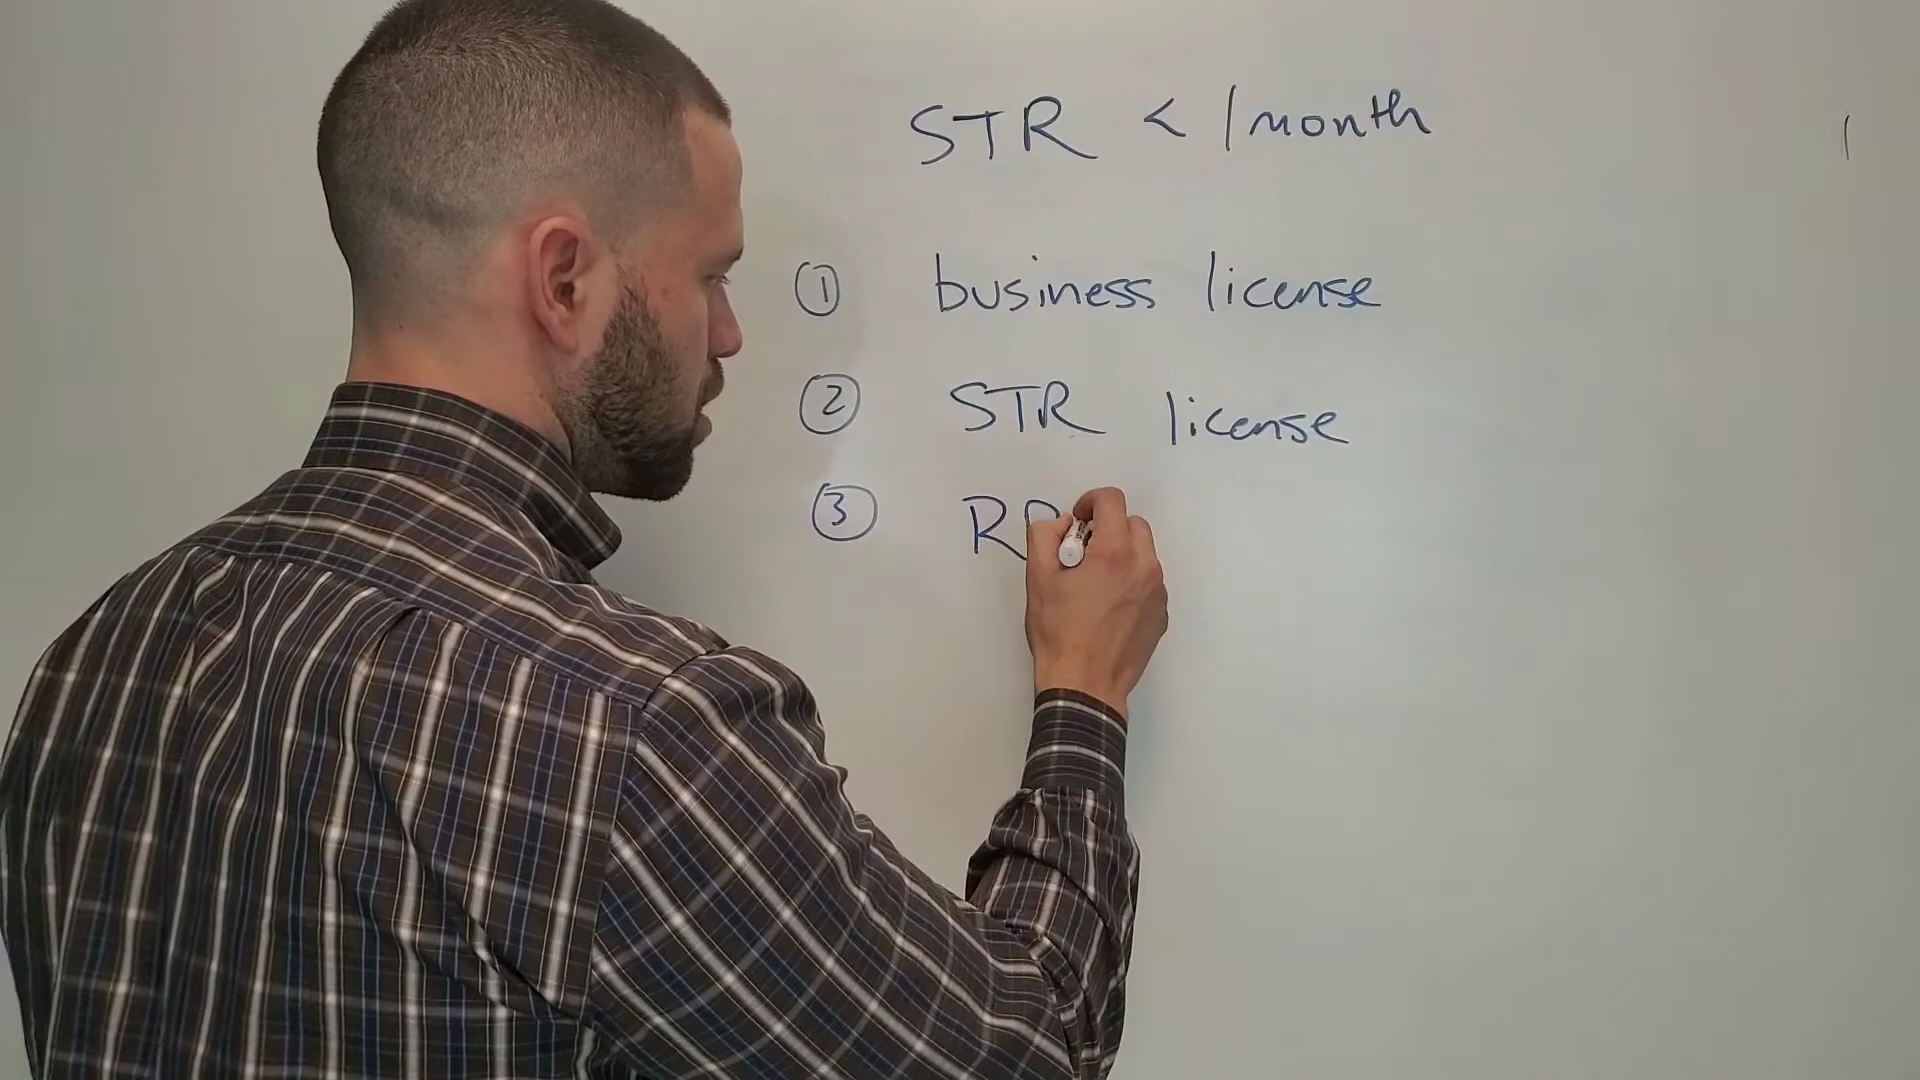 STR < 1 month
① business license
② STR license
③